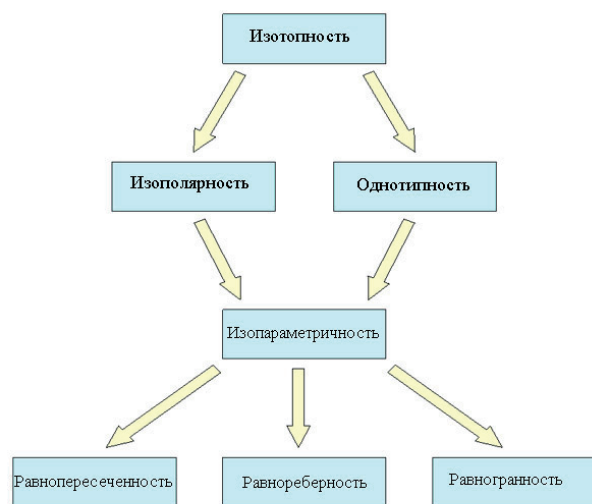 Изотопность
Изополярность
Однотипность
Изопараметричность
Равнопересеченность
Равнореберность
Равногранность